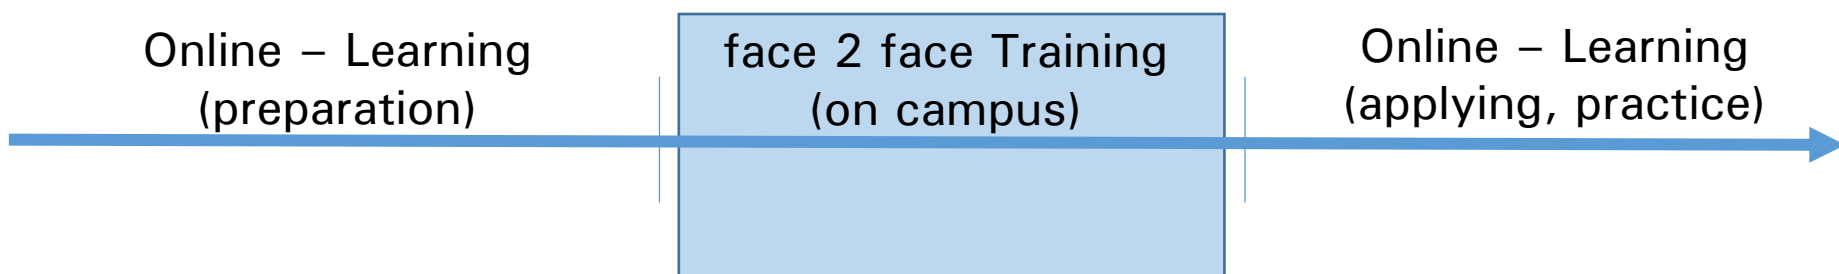 Online – Learning
(preparation)
face 2 face Training
(on campus)
Online – Learning
(applying, practice)